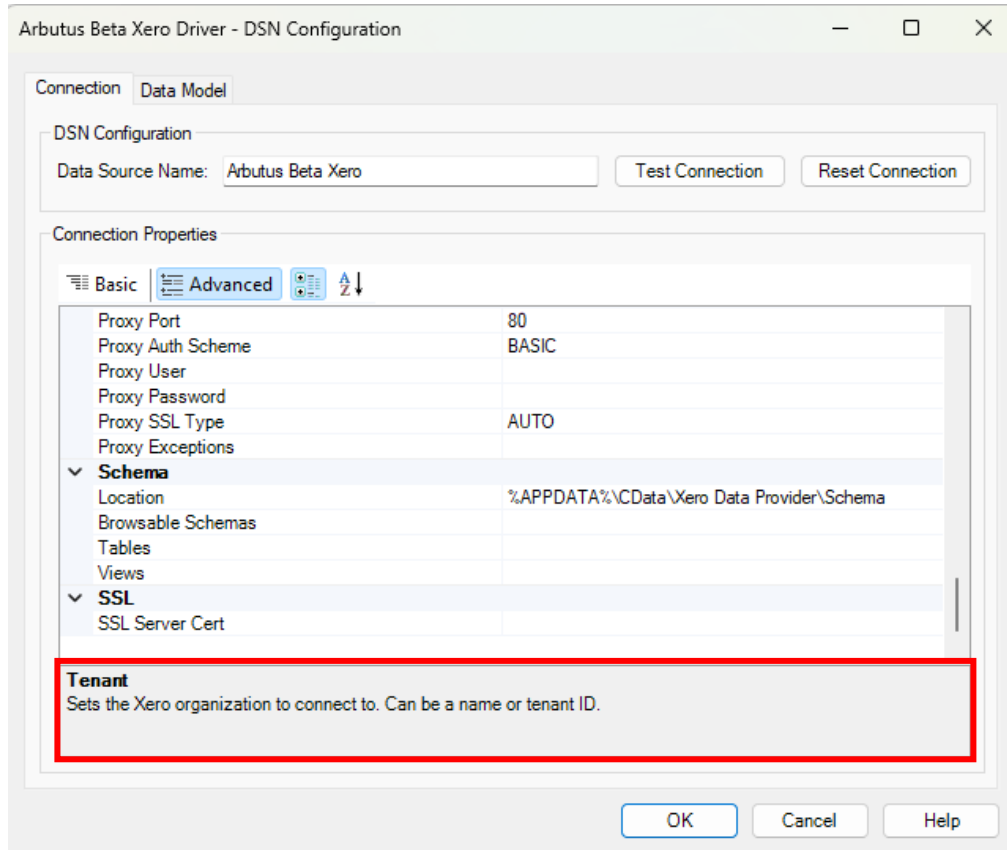 Arbutus Beta Xero Driver - DSN Configuration
Connection Data Model
DSN Configuration
Data Source Name: Arbutus Beta Xero Test Connection Reset Connection
Connection Properties
Basic Advanced
Proxy Port 80
Proxy Auth Scheme BASIC
Proxy User
Proxy Password
Proxy SSL Type AUTO
Proxy Exceptions
Schema
Location %APPDATA%\CData\Xero Data Provider\Schema
Browsable Schemas
Tables
Views
SSL
SSL Server Cert
Tenant
Sets the Xero organization to connect to. Can be a name or tenant ID.
OK Cancel Help